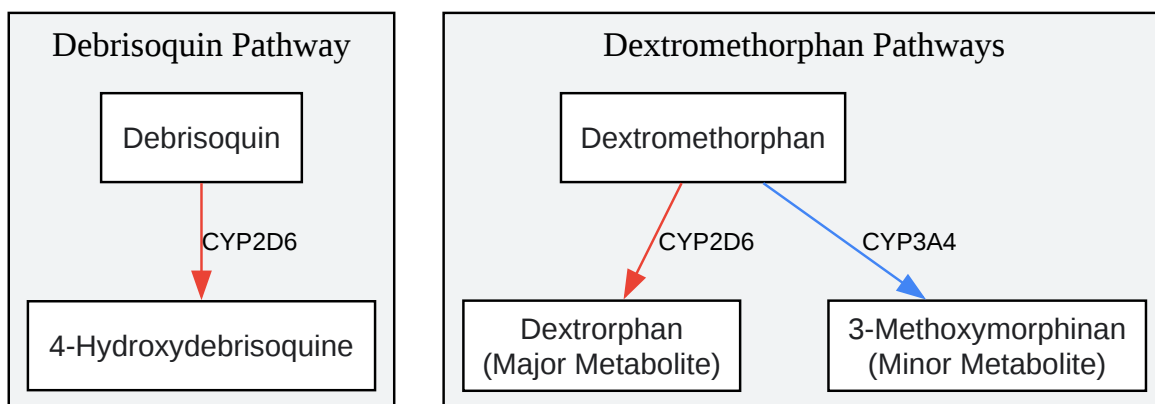 Debrisoquin Pathway
Debrisoquin
CYP2D6
4-Hydroxydebrisoquine
Dextromethorphan Pathways
Dextromethorphan
CYP2D6
CYP3A4
Dextrorphan
(Major Metabolite)
3-Methoxymorphinan
(Minor Metabolite)